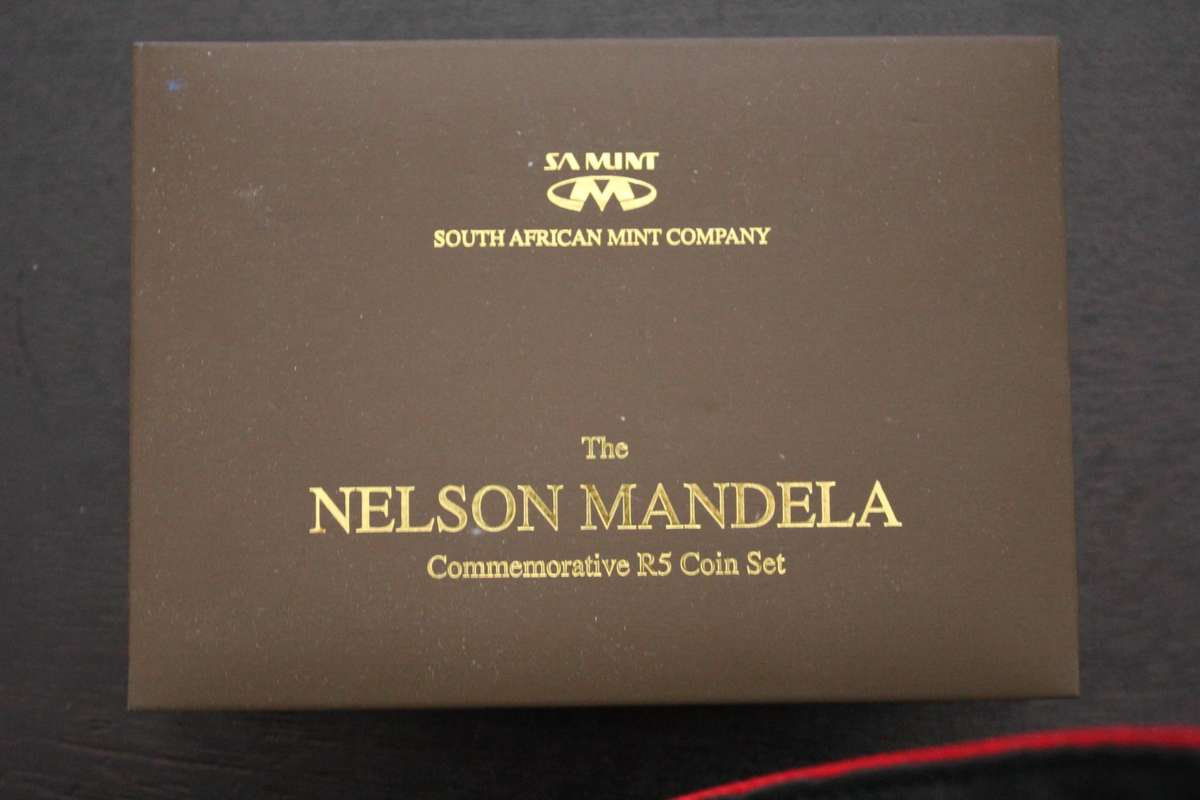 SA MINT
SOUTH AFRICAN MINT COMPANY
The
NELSON MANDELA
Commemorative R5 Coin Set